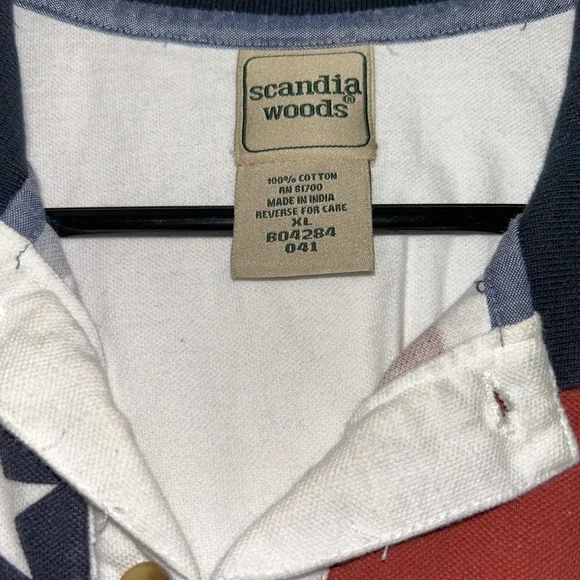 scandia
woods®
100% COTTON
RN 81700
MADE IN INDIA
REVERSE FOR CARE
XL
804284
041